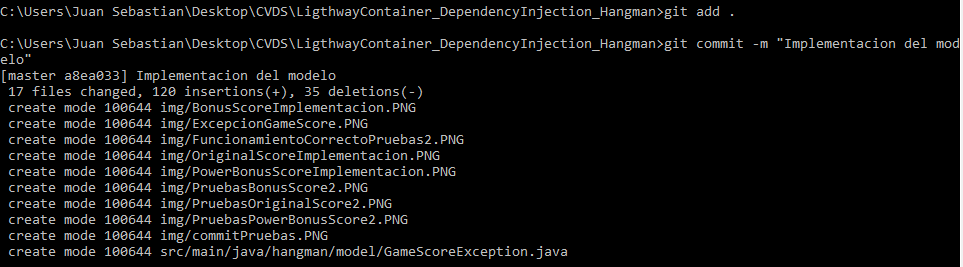 C:\Users\Juan Sebastian\Desktop\CVDS\LigthwayContainer_DependencyInjection_Hangman>git add .
C:\Users\Juan Sebastian\Desktop\CVDS\LigthwayContainer_DependencyInjection_Hangman>git commit -m "Implementacion del mod
elo"
[master a8ea033] Implementacion del modelo
 17 files changed, 120 insertions(+), 35 deletions(-)
 create mode 100644 img/BonusScoreImplementacion.PNG
 create mode 100644 img/ExcepcionGameScore.PNG
 create mode 100644 img/FuncionamientoCorrectoPruebas2.PNG
 create mode 100644 img/OriginalScoreImplementacion.PNG
 create mode 100644 img/PowerBonusScoreImplementacion.PNG
 create mode 100644 img/PruebasBonusScore2.PNG
 create mode 100644 img/PruebasOriginalScore2.PNG
 create mode 100644 img/PruebasPowerBonusScore2.PNG
 create mode 100644 img/commitPruebas.PNG
 create mode 100644 src/main/java/hangman/model/GameScoreException.java